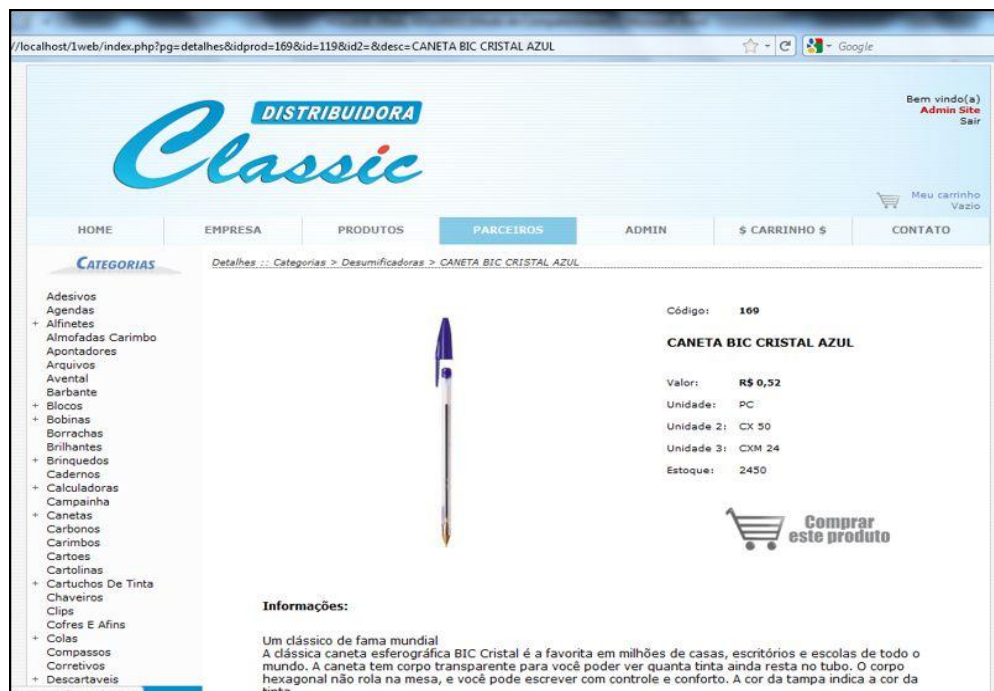 //localhost/1web/index.php?pg=detalhes&idprod=169&id=119&id2=&desc=CANETA BIC CRISTAL AZUL
Google
DISTRIBUIDORA
Classic
Bem vindo(a)
Admin Site
Sair
Meu carrinho
Vazio
HOME EMPRESA PRODUTOS PARCEIROS ADMIN $ CARRINHO $ CONTATO
CATEGORIAS
Detalhes :: Categorias > Desumificadoras > CANETA BIC CRISTAL AZUL
Adesivos
Agendas
+ Alfinetes
Almofadas Carimbo
Apontadores
Arquivos
Avental
Barbante
+ Blocos
+ Bobinas
Borrachas
Brilhantes
+ Brinquedos
Cadernos
+ Calculadoras
Campainha
+ Canetas
Carbonos
Carimbos
Cartoes
Cartolinas
+ Cartuchos De Tinta
Chaveiros
Clips
Cofres E Afins
+ Colas
Compassos
Corretivos
+ Descartaveis
Código: 169
CANETA BIC CRISTAL AZUL
Valor: R$ 0,52
Unidade: PC
Unidade 2: CX 50
Unidade 3: CXM 24
Estoque: 2450
Comprar
este produto
Informações:
Um clássico de fama mundial
A clássica caneta esferográfica BIC Cristal é a favorita em milhões de casas, escritórios e escolas de todo o
mundo. A caneta tem corpo transparente para você poder ver quanta tinta ainda resta no tubo. O corpo
hexagonal não rola na mesa, e você pode escrever com controle e conforto. A cor da tampa indica a cor da
tinta